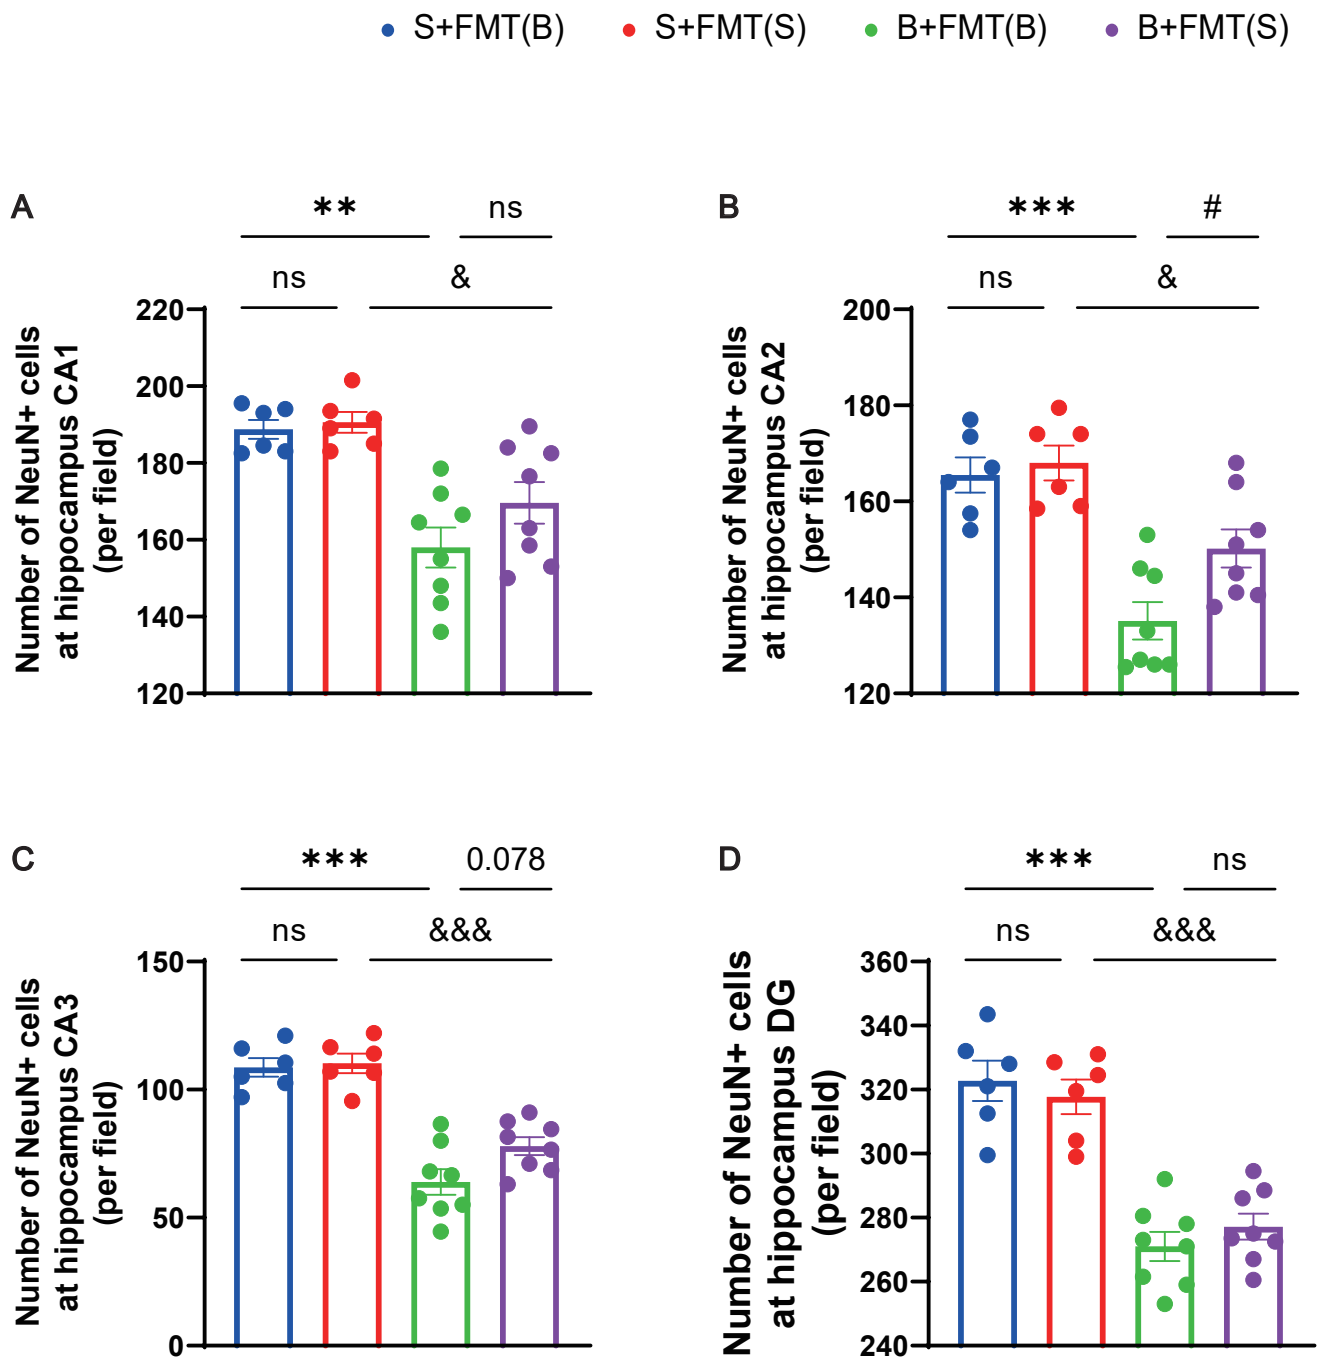 S+FMT(B) S+FMT(S) B+FMT(B) B+FMT(S)
A
** ns
ns &
Number of NeuN+ cells
at hippocampus CA1
(per field)
220
200
180
160
140
120
B
*** #
ns &
Number of NeuN+ cells
at hippocampus CA2
(per field)
200
180
160
140
120
C
*** 0.078
ns &&&
Number of NeuN+ cells
at hippocampus CA3
(per field)
150
100
50
0
D
*** ns
ns &&&
Number of NeuN+ cells
at hippocampus DG
(per field)
360
340
320
300
280
260
240